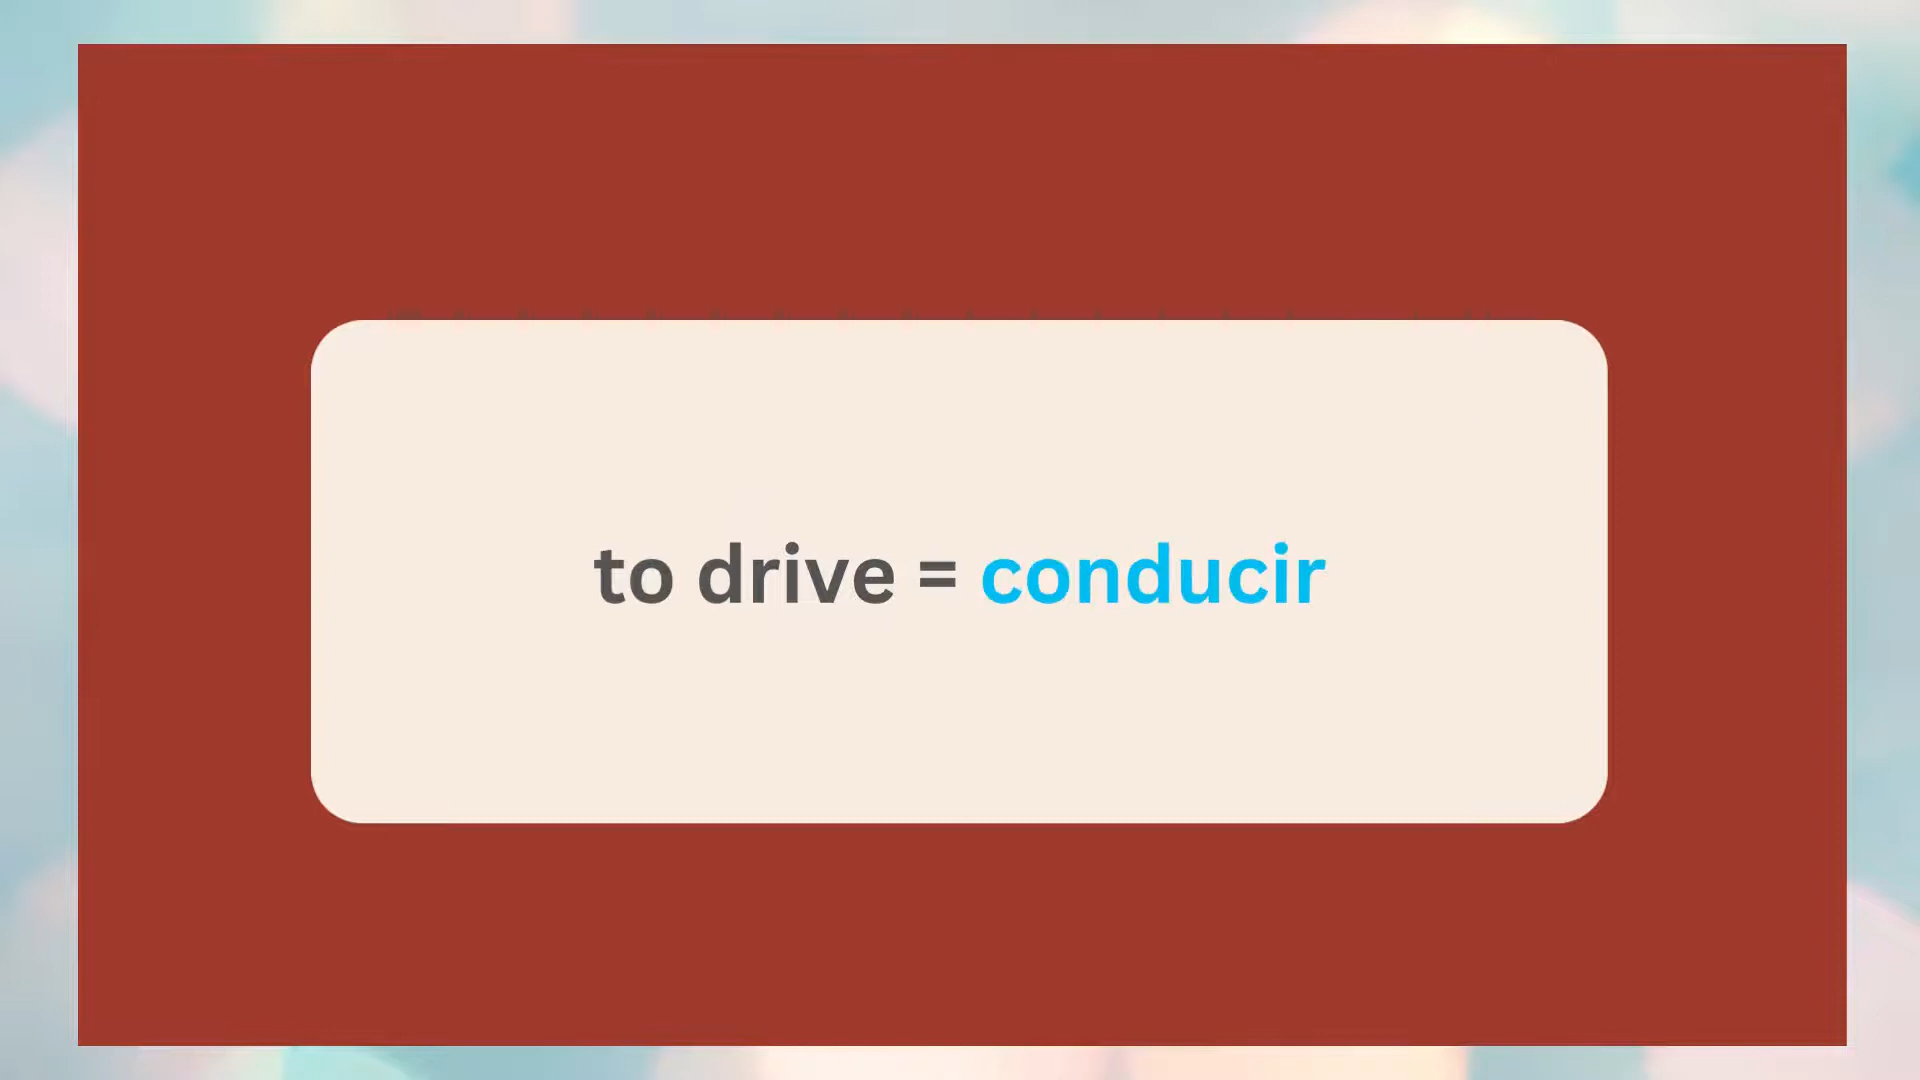 to drive = conducir